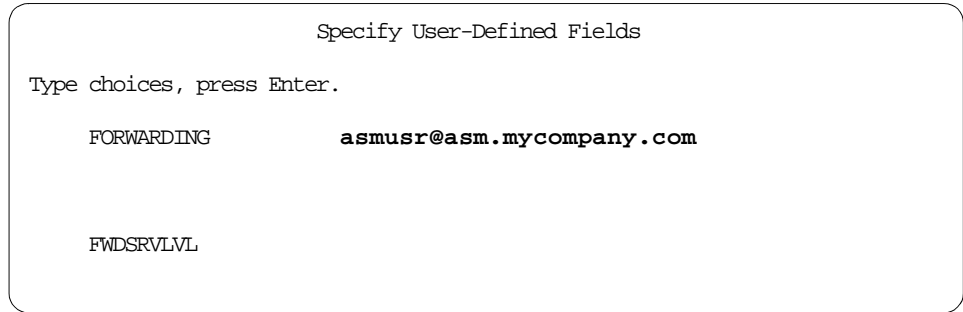 Specify User-Defined Fields
Type choices, press Enter.
FORWARDING asmusr@asm.mycompany.com
FWDSRVLVL